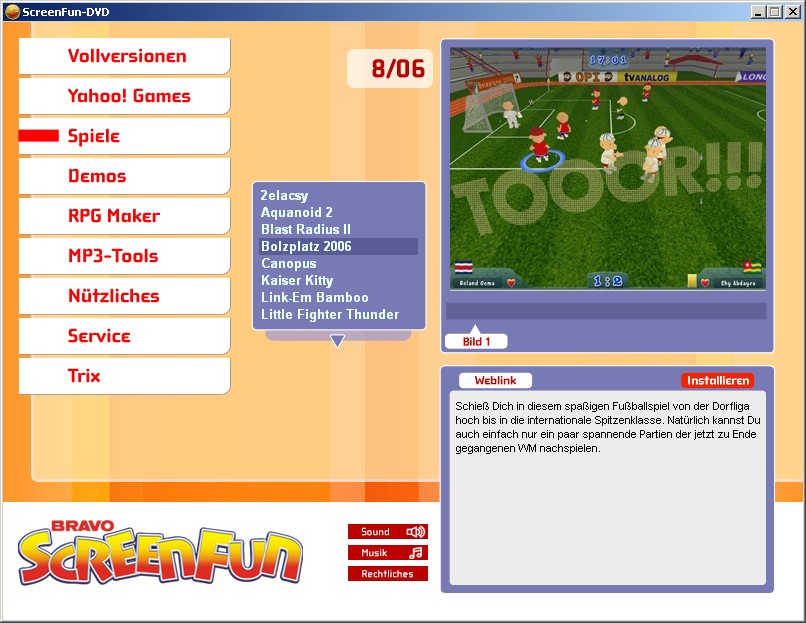 ScreenFun-DVD
Vollversionen
Yahoo! Games
Spiele
Demos
RPG Maker
MP3-Tools
Nützliches
Service
Trix
8/06
2elacsy
Aquanoid 2
Blast Radius II
Bolzplatz 2006
Canopus
Kaiser Kitty
Link-Em Bamboo
Little Fighter Thunder
17:01
OPI
tvANALOG
LONG
TOOOR!!!
Roland Goma
1:2
Shy Abdayra
Bild 1
Weblink
Installieren
Schieß Dich in diesem spaßigen Fußballspiel von der Dorfliga
hoch bis in die internationale Spitzenklasse. Natürlich kannst Du
auch einfach nur ein paar spannende Partien der jetzt zu Ende
gegangenen WM nachspielen.
BRAVO
SCREENFUN
Sound
Musik
Rechtliches